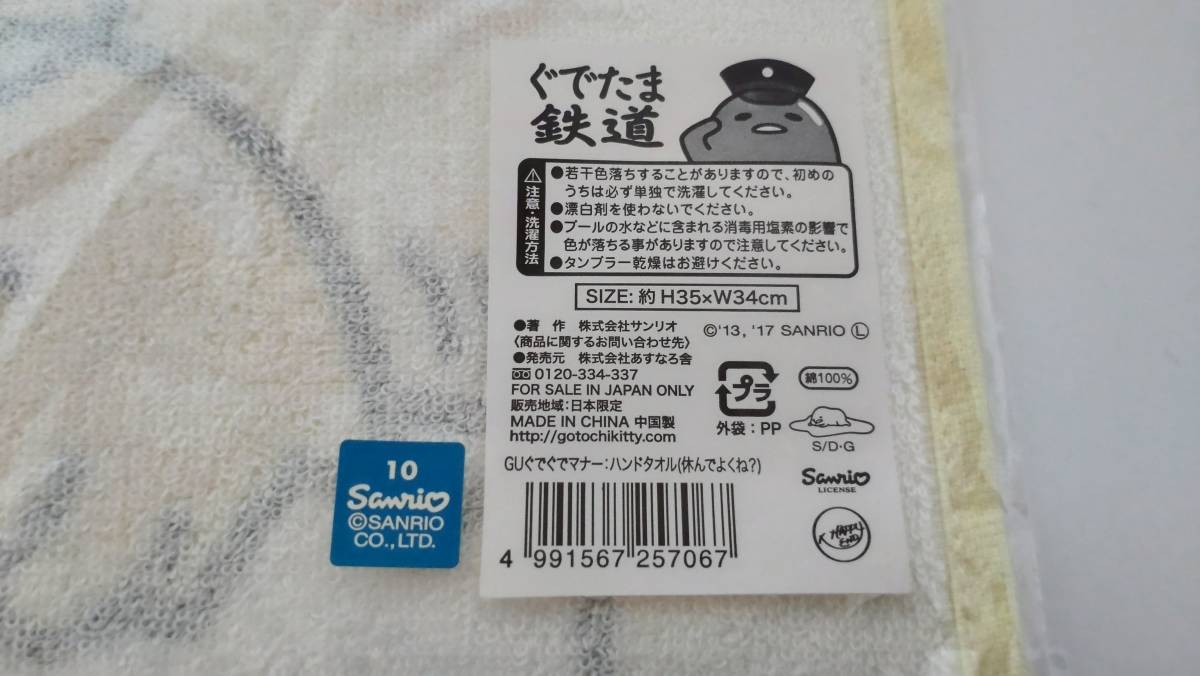 ぐでたま
鉄道
注意・洗濯方法
●若干色落ちすることがありますので、初めの
うちは必ず単独で洗濯してください。
●漂白剤を使わないでください。
●プールの水などに含まれる消毒用塩素の影響で
色が落ちる事がありますので注意してください。
●タンブラー乾燥はお避けください。
SIZE: 約 H35×W34cm
●著 作 株式会社サンリオ
〈商品に関するお問い合わせ先〉
●発売元 株式会社あすなろ舎
0120-334-337
FOR SALE IN JAPAN ONLY
販売地域:日本限定
MADE IN CHINA 中国製
http://gotochikitty.com
©'13, '17 SANRIO Ⓛ
プラ
外袋:PP
綿100%
S/D·G
Sanrio
LICENSE
HAPPY
END
GUぐでぐでマナー:ハンドタオル(休んでよくね?)
4 991567 257067
10
Sanrio
©SANRIO
CO.,LTD.